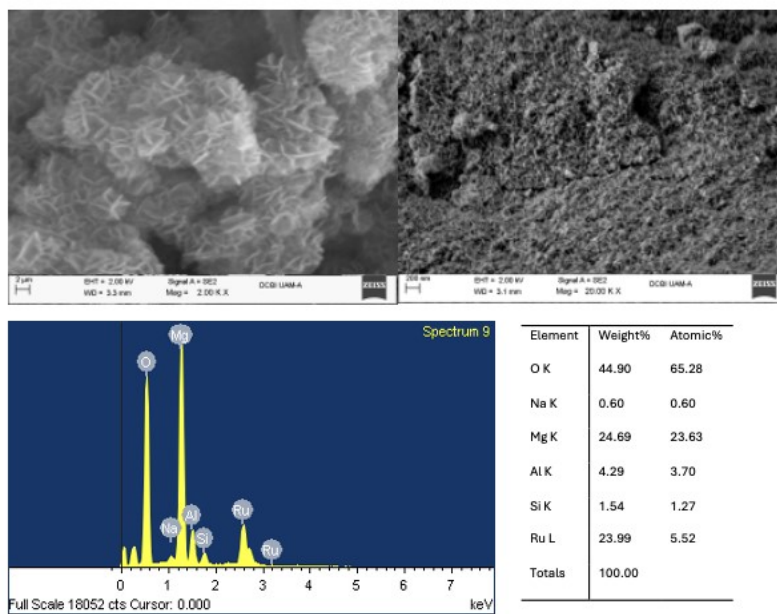 2 μm
EHT = 2.00 kV
Signal A = SE2
DCBI UAM-A
WD = 3.3 mm
Mag = 2.00 K X
ZEISS
200 nm
EHT = 2.00 kV
Signal A = SE2
DCBI UAM-A
WD = 3.1 mm
Mag = 20.00 K X
ZEISS
Spectrum 9
O
Mg
Na
Al
Si
Ru
Ru
0 1 2 3 4 5 6 7
Full Scale 18052 cts Cursor: 0.000 keV
Element Weight% Atomic%
O K 44.90 65.28
Na K 0.60 0.60
Mg K 24.69 23.63
Al K 4.29 3.70
Si K 1.54 1.27
Ru L 23.99 5.52
Totals 100.00